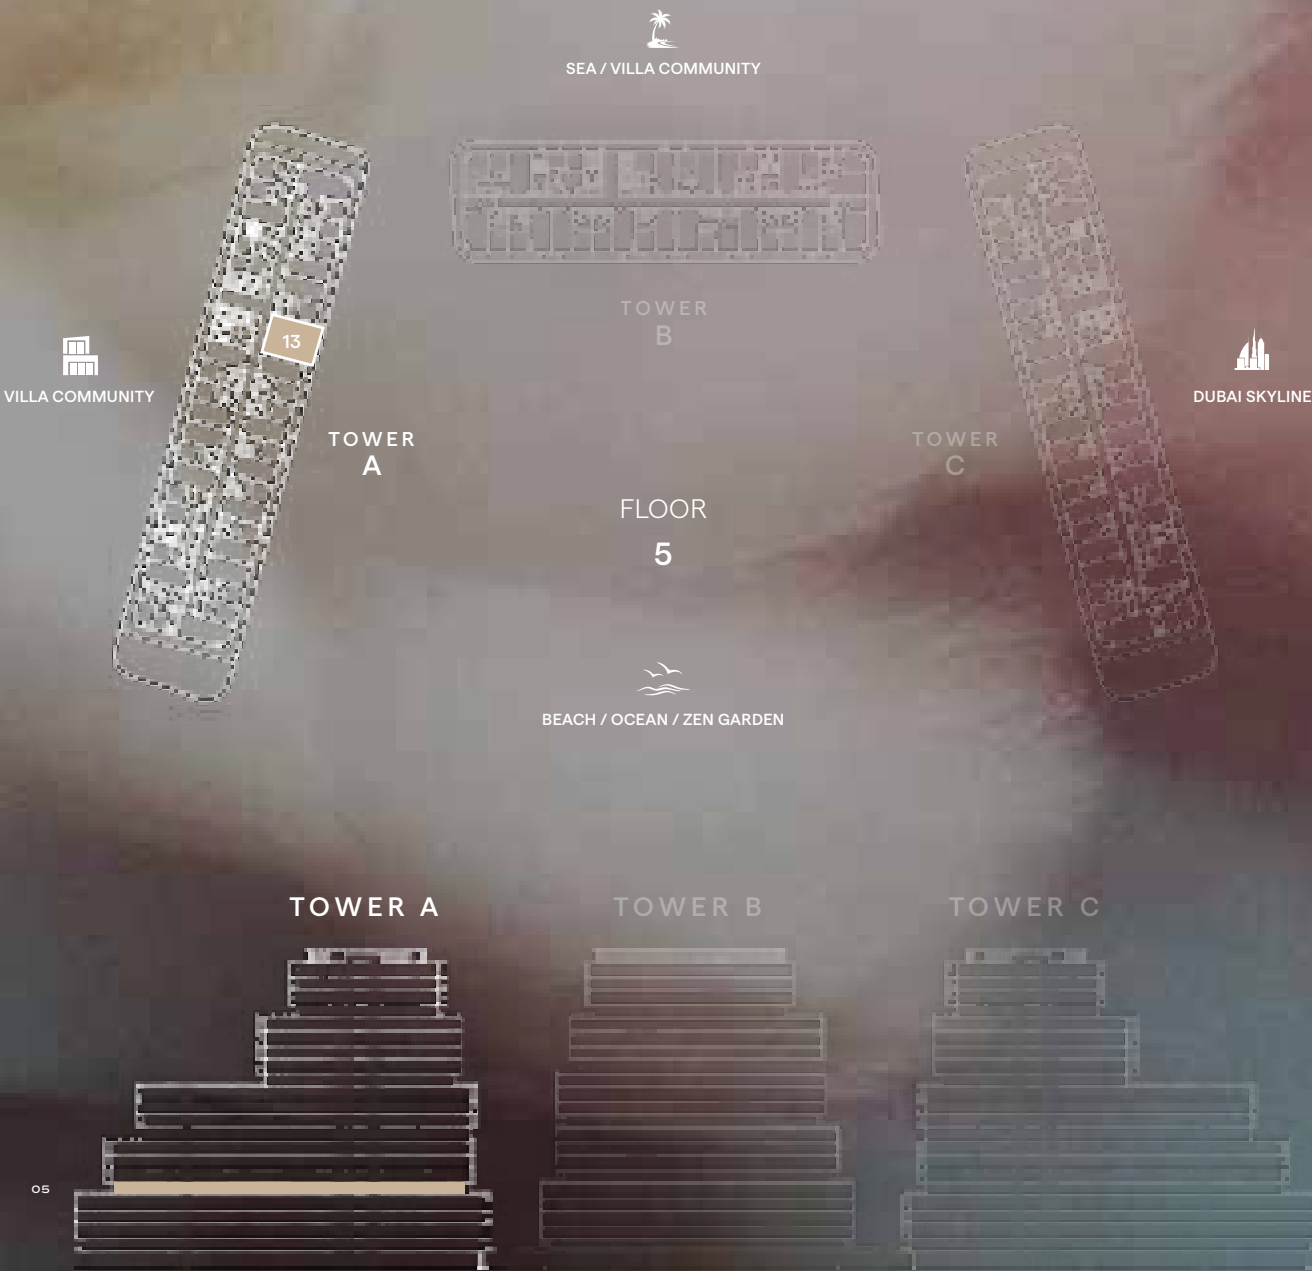 SEA / VILLA COMMUNITY
TOWER
B
13
VILLA COMMUNITY
DUBAI SKYLINE
TOWER
A
TOWER
C
FLOOR
5
BEACH / OCEAN / ZEN GARDEN
TOWER A
TOWER B
TOWER C
05